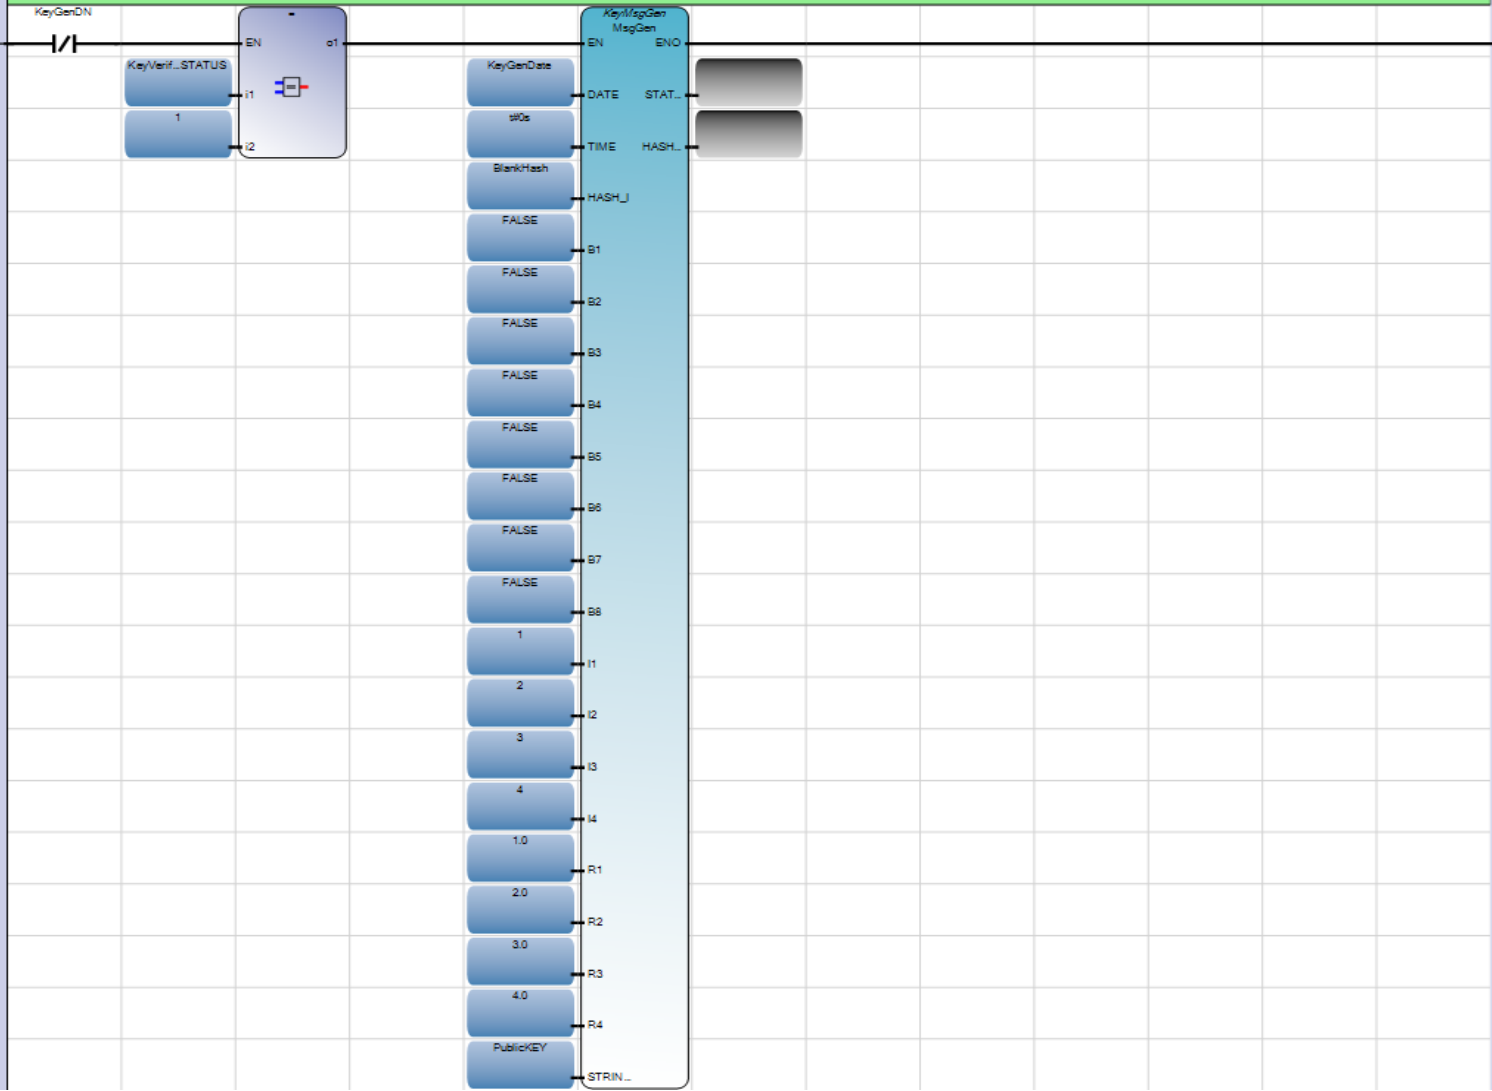 KeyGenDN
=
EN o1
KeyVerif...STATUS
i1
1
i2
KeyMsgGen
MsgGen
EN ENO
KeyGenDate
DATE STAT...
t#0s
TIME HASH...
BlankHash
HASH_I
FALSE
B1
FALSE
B2
FALSE
B3
FALSE
B4
FALSE
B5
FALSE
B6
FALSE
B7
FALSE
B8
1
I1
2
I2
3
I3
4
I4
1.0
R1
2.0
R2
3.0
R3
4.0
R4
PublicKEY
STRIN...